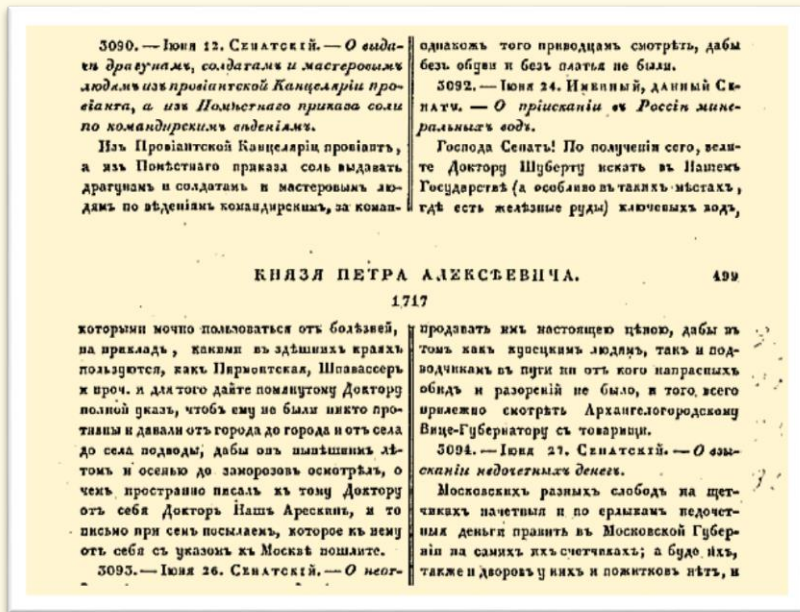 3090. — Іюня 12. Сенатскій. — О выда-
чѣ драгунамъ, солдатамъ и мастеровымъ
людямъ изъ провіантской Канцеляріи про-
віанта, а изъ Помѣстнаго приказа соли
по командирскимъ вѣденіямъ.
Изъ Провіантской Канцеляріи провіантъ,
а изъ Помѣстнаго приказа соль выдавать
драгунамъ и солдатамъ и мастеровымъ лю-
дямъ по вѣденіямъ командирскимъ, за коман-
однакожъ того приводцамъ смотрѣть, дабы
безъ обуви и безъ платья не были.
3092. — Іюня 24. Именный, данный Се-
нату. — О пріисканіи въ Россіи мине-
ральныхъ водъ.
Господа Сенатъ! По полученіи сего, вели-
те Доктору Шуберту искать въ Нашемъ
Государствѣ (а особливо въ такихъ мѣстахъ,
гдѣ есть желѣзные руды) ключевыхъ водъ,
КНЯЗЯ ПЕТРА АЛЕКСѢЕВИЧА.
499
1717
которыми мочно пользоваться отъ болѣзней,
на прикладъ, какими въ здѣшнихъ краяхъ
пользуются, какъ Пирмонтская, Шпавассеръ
и проч. и для того дайте помянутому Доктору
полной указъ, чтобъ ему не были никто про-
тивны и давали отъ города до города и отъ села
до села подводы, дабы онъ нынѣшнимъ лѣ-
томъ и осенью до заморозовъ осмотрѣлъ, о
чемъ пространно писалъ къ тому Доктору
отъ себя Докторъ Нашъ Арескинъ, и то
письмо при семъ посылаемъ, которое къ нему
отъ себя съ указомъ къ Москвѣ пошлите.
3093. — Іюня 26. Сенатскій. — О неог-
продавать имъ настоящею цѣною, дабы въ
томъ какъ купецкимъ людямъ, такъ и под-
водчикамъ въ пути ни отъ кого напрасныхъ
обидъ и разореній не было, и того всего
прилежно смотрѣть Архангелогородскому
Вице-Губернатору съ товарищи.
3094. — Іюня 27. Сенатскій. — О взы-
сканіи недочетныхъ денегъ.
Московскихъ разныхъ слободъ на щет-
чикахъ начетныя и по ерлыкамъ недочет-
ныя деньги править въ Московской Губер-
ніи на самихъ ихъ счетчикахъ; а буде ихъ,
также и дворовъ у нихъ и пожитковъ нѣтъ, и